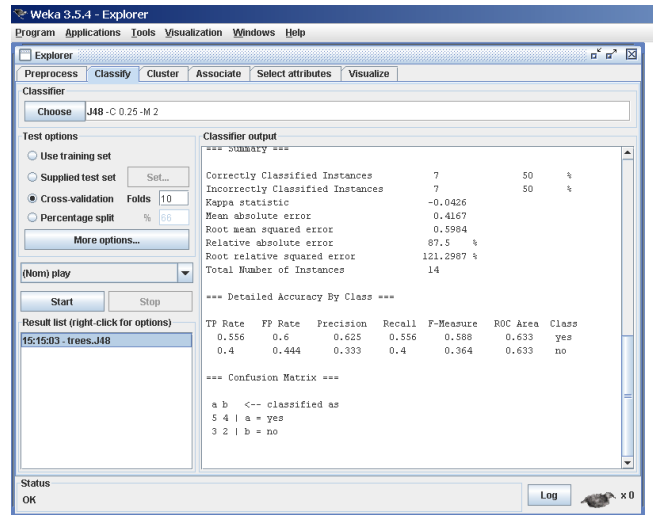 Weka 3.5.4 - Explorer
Program Applications Tools Visualization Windows Help
Explorer
Preprocess Classify Cluster Associate Select attributes Visualize
Classifier
Choose J48 -C 0.25 -M 2
Test options
Use training set
Supplied test set Set...
Cross-validation Folds 10
Percentage split % 66
More options...
(Nom) play
Start Stop
Result list (right-click for options)
15:15:03 - trees.J48
Classifier output
=== Summary ===
Correctly Classified Instances 7 50 %
Incorrectly Classified Instances 7 50 %
Kappa statistic -0.0426
Mean absolute error 0.4167
Root mean squared error 0.5984
Relative absolute error 87.5 %
Root relative squared error 121.2987 %
Total Number of Instances 14
=== Detailed Accuracy By Class ===
TP Rate FP Rate Precision Recall F-Measure ROC Area Class
0.556 0.6 0.625 0.556 0.588 0.633 yes
0.4 0.444 0.333 0.4 0.364 0.633 no
=== Confusion Matrix ===
a b <-- classified as
5 4 | a = yes
3 2 | b = no
Status
OK
Log x 0